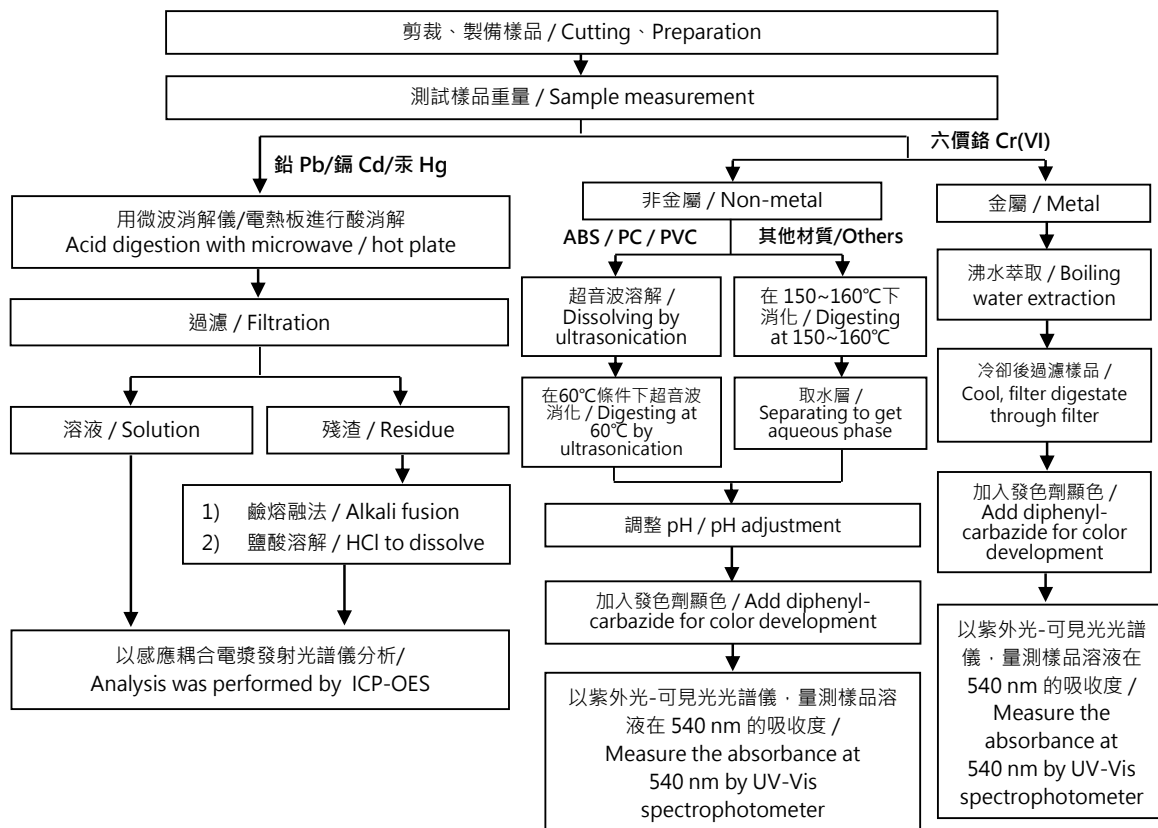 剪裁、製備樣品 / Cutting、Preparation
測試樣品重量 / Sample measurement
鉛 Pb/鎘 Cd/汞 Hg
六價鉻 Cr(VI)
用微波消解儀/電熱板進行酸消解
Acid digestion with microwave / hot plate
過濾 / Filtration
溶液 / Solution
殘渣 / Residue
1) 鹼熔融法 / Alkali fusion
2) 鹽酸溶解 / HCl to dissolve
以感應耦合電漿發射光譜儀分析/
Analysis was performed by ICP-OES
非金屬 / Non-metal
ABS / PC / PVC
其他材質/Others
超音波溶解 /
Dissolving by
ultrasonication
在60℃條件下超音波
消化 / Digesting at
60℃ by
ultrasonication
在 150~160℃下
消化 / Digesting
at 150~160℃
取水層 /
Separating to get
aqueous phase
調整 pH / pH adjustment
加入發色劑顯色 / Add diphenyl-
carbazide for color development
以紫外光-可見光光譜儀，量測樣品溶
液在 540 nm 的吸收度 /
Measure the absorbance at
540 nm by UV-Vis
spectrophotometer
金屬 / Metal
沸水萃取 / Boiling
water extraction
冷卻後過濾樣品 /
Cool, filter digestate
through filter
加入發色劑顯色 /
Add diphenyl-
carbazide for color
development
以紫外光-可見光光譜
儀，量測樣品溶液在
540 nm 的吸收度 /
Measure the
absorbance at
540 nm by UV-Vis
spectrophotometer